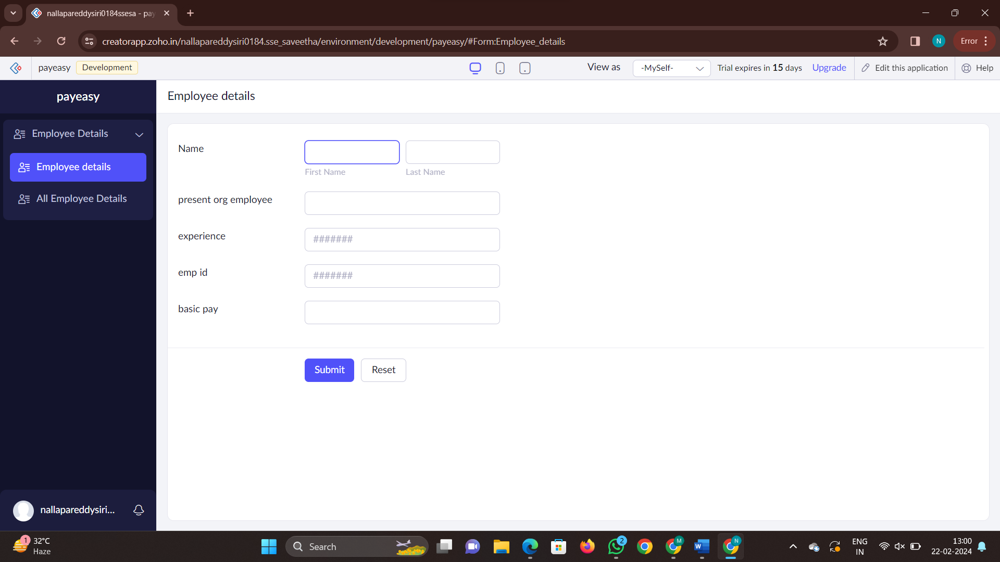 nallapareddysiri0184ssesa - pay
creatorapp.zoho.in/nallapareddysiri0184.sse_saveetha/environment/development/payeasy/#Form:Employee_details
N
Error
payeasy
Development
View as
-MySelf-
Trial expires in 15 days
Upgrade
Edit this application
Help
payeasy
Employee details
Employee Details
Employee details
All Employee Details
Name
First Name
Last Name
present org employee
experience
#######
emp id
#######
basic pay
Submit
Reset
nallapareddysiri...
1
32°C
Haze
Search
2
M
W
N
ENG
IN
13:00
22-02-2024